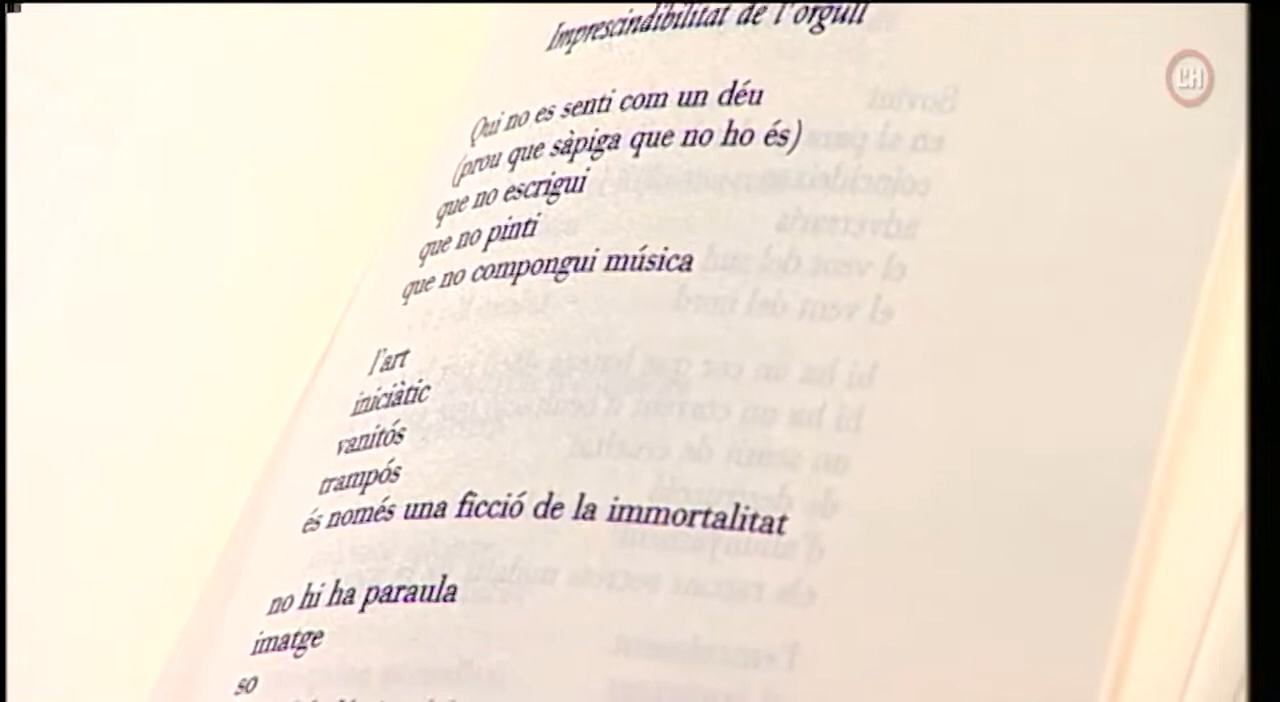 Imprescindibilitat de l'orgull
L'H
Qui no es senti com un déu
(prou que sàpiga que no ho és)
que no escrigui
que no pinti
que no compongui música
l'art
iniciàtic
vanitós
trampós
és només una ficció de la immortalitat
no hi ha paraula
imatge
so